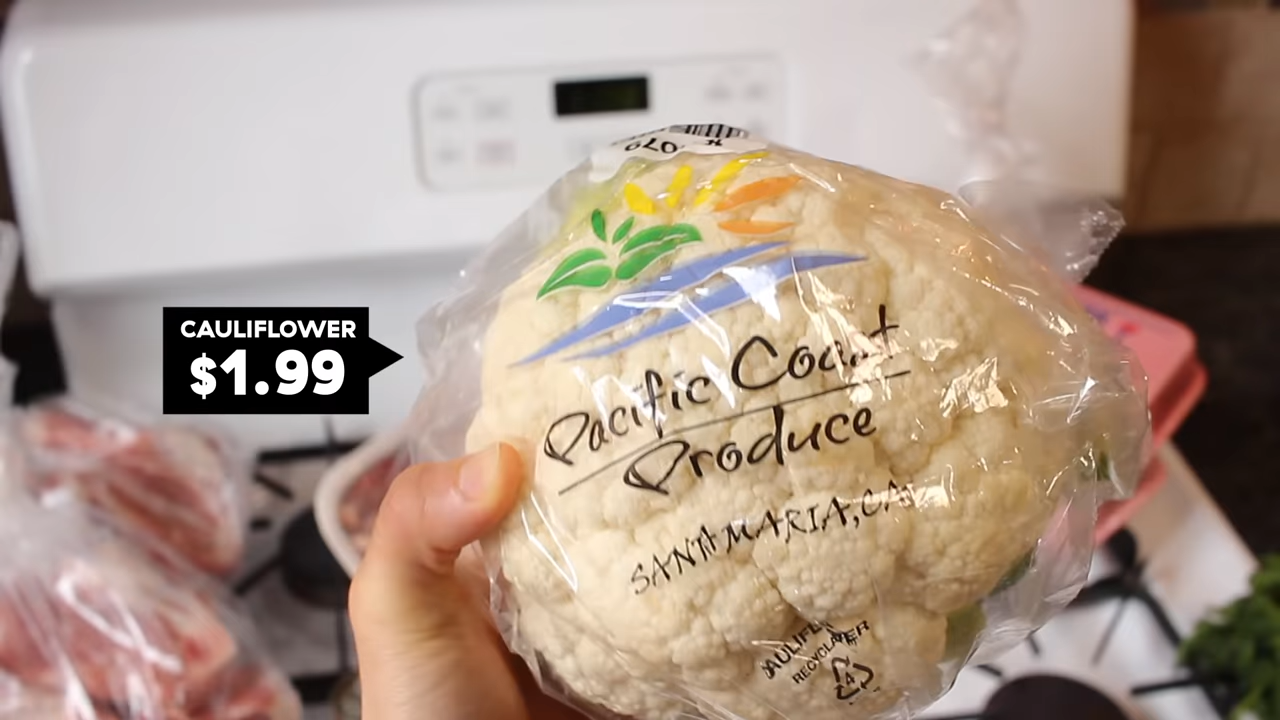 CAULIFLOWER
$1.99
Pacific Coast
Produce
SANTA MARIA, CA